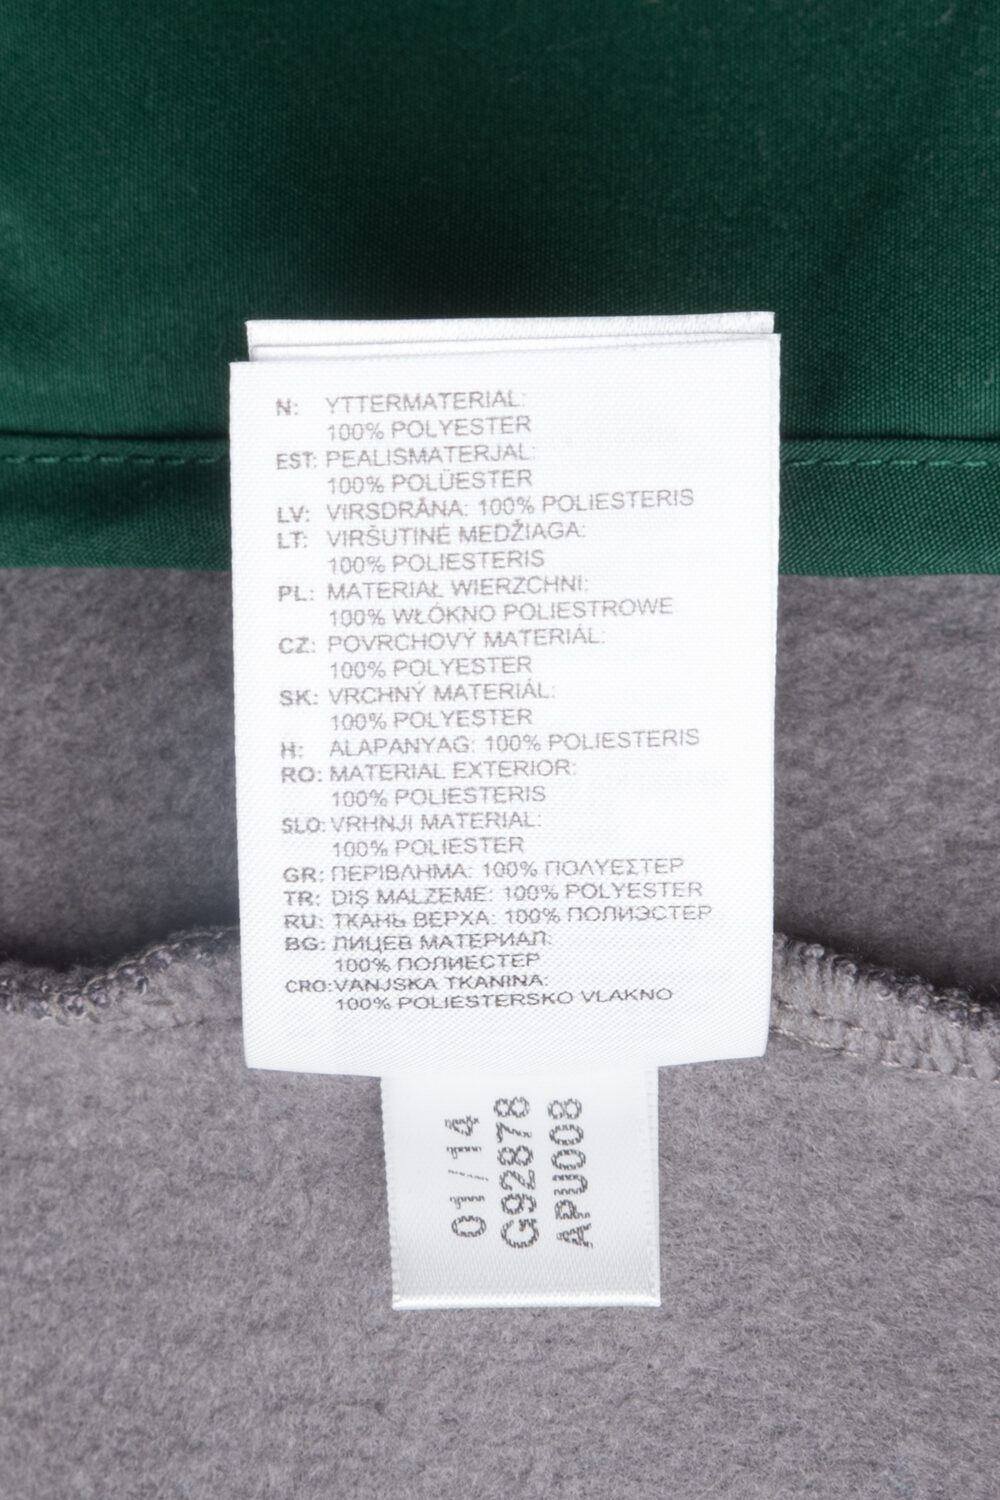 N: YTTERMATERIAL:
100% POLYESTER
EST: PEALISMATERJAL:
100% POLÜESTER
LV: VIRSDRĀNA: 100% POLIESTERIS
LT: VIRŠUTINĖ MEDŽIAGA:
100% POLIESTERIS
PL: MATERIAŁ WIERZCHNI:
100% WŁÓKNO POLIESTROWE
CZ: POVRCHOVÝ MATERIÁL:
100% POLYESTER
SK: VRCHNÝ MATERIÁL:
100% POLYESTER
H: ALAPANYAG: 100% POLIESTERIS
RO: MATERIAL EXTERIOR:
100% POLIESTERIS
SLO: VRHNJI MATERIAL:
100% POLIESTER
GR: ΠΕΡΙΒΛΗΜΑ: 100% ΠΟΛΥΕΣΤΕΡ
TR: DIŞ MALZEME: 100% POLYESTER
RU: ТКАНЬ ВЕРХА: 100% ПОЛИЭСТЕР
BG: ЛИЦЕВ МАТЕРИАЛ:
100% ПОЛИЕСТЕР
CRO: VANJSKA TKANINA:
100% POLIESTERSKO VLAKNO
01/14
G92878
APU008